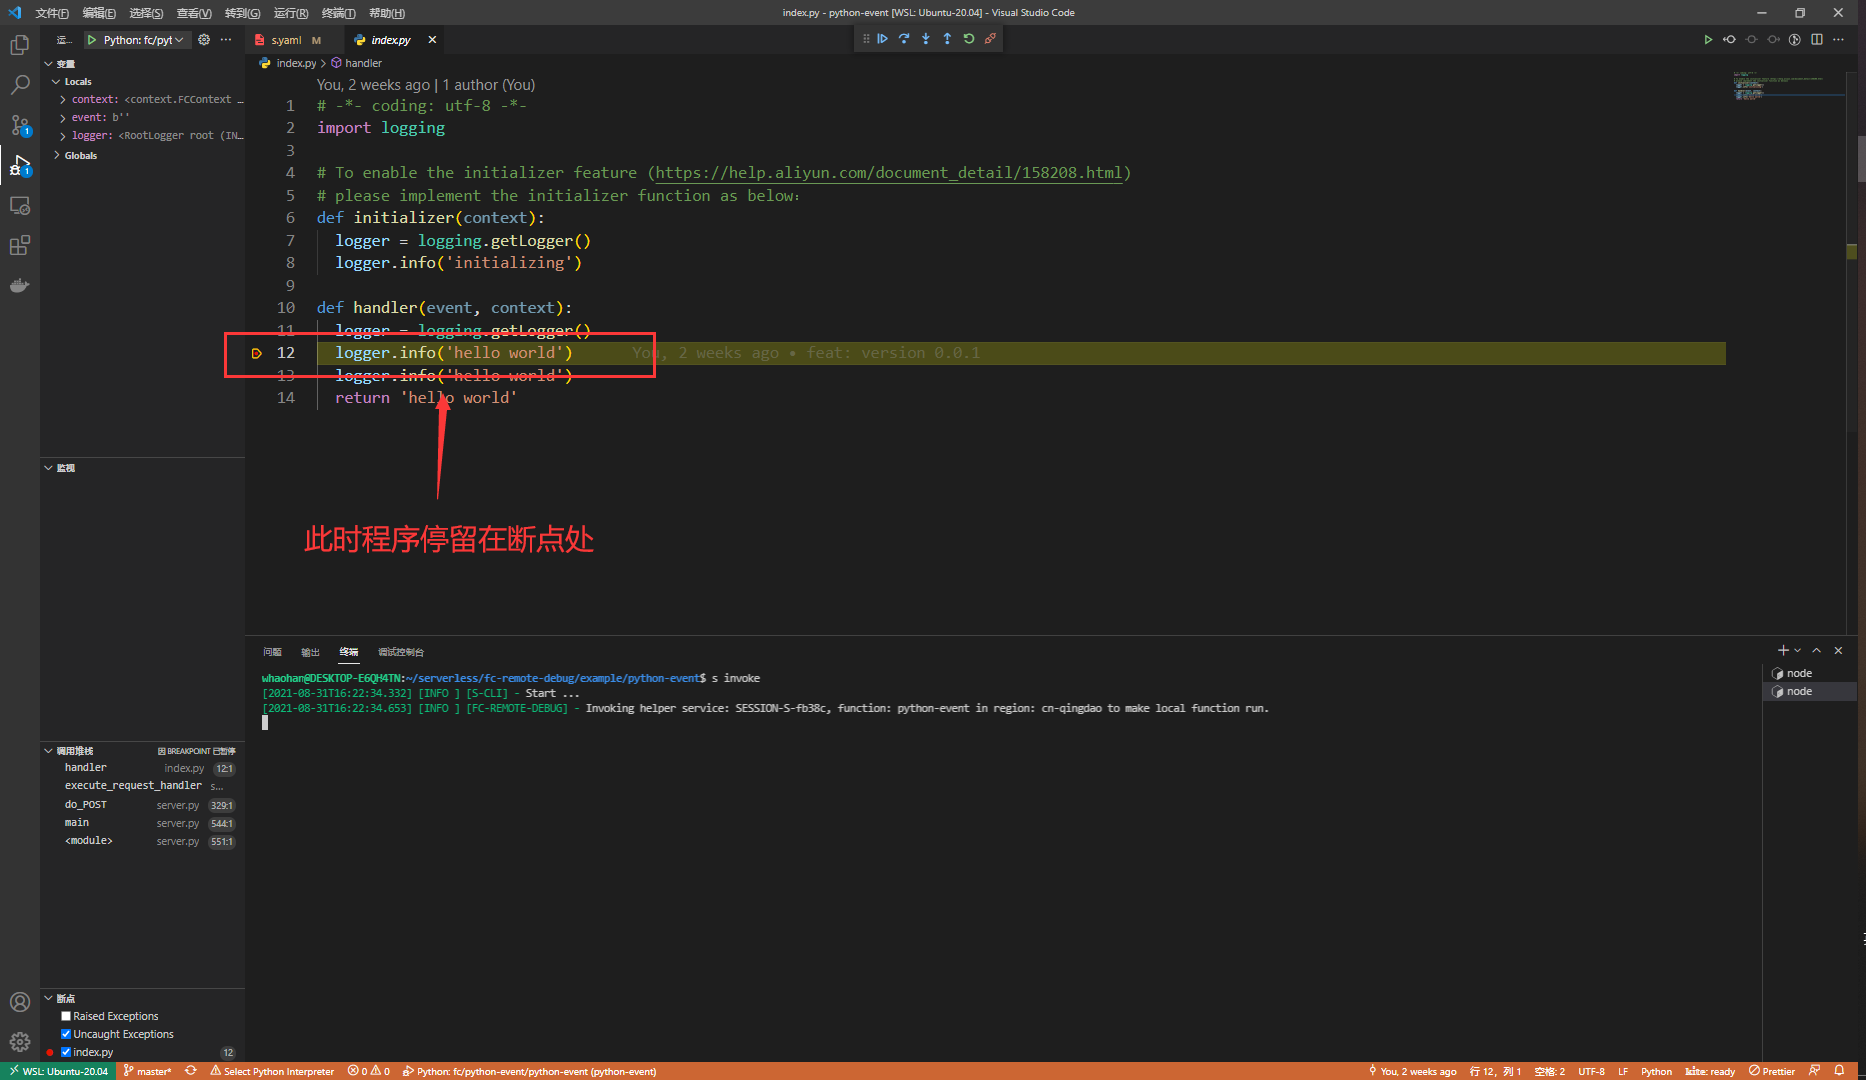 文件(F) 编辑(E) 选择(S) 查看(V) 转到(G) 运行(R) 终端(T) 帮助(H)
index.py - python-event [WSL: Ubuntu-20.04] - Visual Studio Code
运... Python: fc/pyt
s.yaml M
index.py
index.py > handler
变量
Locals
context: <context.FCContext ...
event: b''
logger: <RootLogger root (IN...
Globals
You, 2 weeks ago | 1 author (You)
1 # -*- coding: utf-8 -*-
2 import logging
3
4 # To enable the initializer feature (https://help.aliyun.com/document_detail/158208.html)
5 # please implement the initializer function as below:
6 def initializer(context):
7 logger = logging.getLogger()
8 logger.info('initializing')
9
10 def handler(event, context):
11 logger = logging.getLogger()
12 logger.info('hello world') You, 2 weeks ago • feat: version 0.0.1
13 logger.info('hello world')
14 return 'hello world'
此时程序停留在断点处
监视
问题 输出 终端 调试控制台
whaohan@DESKTOP-E6QH4TN:~/serverless/fc-remote-debug/example/python-event$ s invoke
[2021-08-31T16:22:34.332] [INFO ] [S-CLI] - Start ...
[2021-08-31T16:22:34.653] [INFO ] [FC-REMOTE-DEBUG] - Invoking helper service: SESSION-S-fb38c, function: python-event in region: cn-qingdao to make local function run.
node
node
调用堆栈 因 BREAKPOINT 已暂停
handler index.py 12:1
execute_request_handler s...
do_POST server.py 329:1
main server.py 544:1
<module> server.py 551:1
断点
Raised Exceptions
Uncaught Exceptions
index.py 12
WSL: Ubuntu-20.04 master* Select Python Interpreter 0 0 Python: fc/python-event/python-event (python-event)
You, 2 weeks ago 行 12，列 1 空格: 2 UTF-8 LF Python kite: ready Prettier